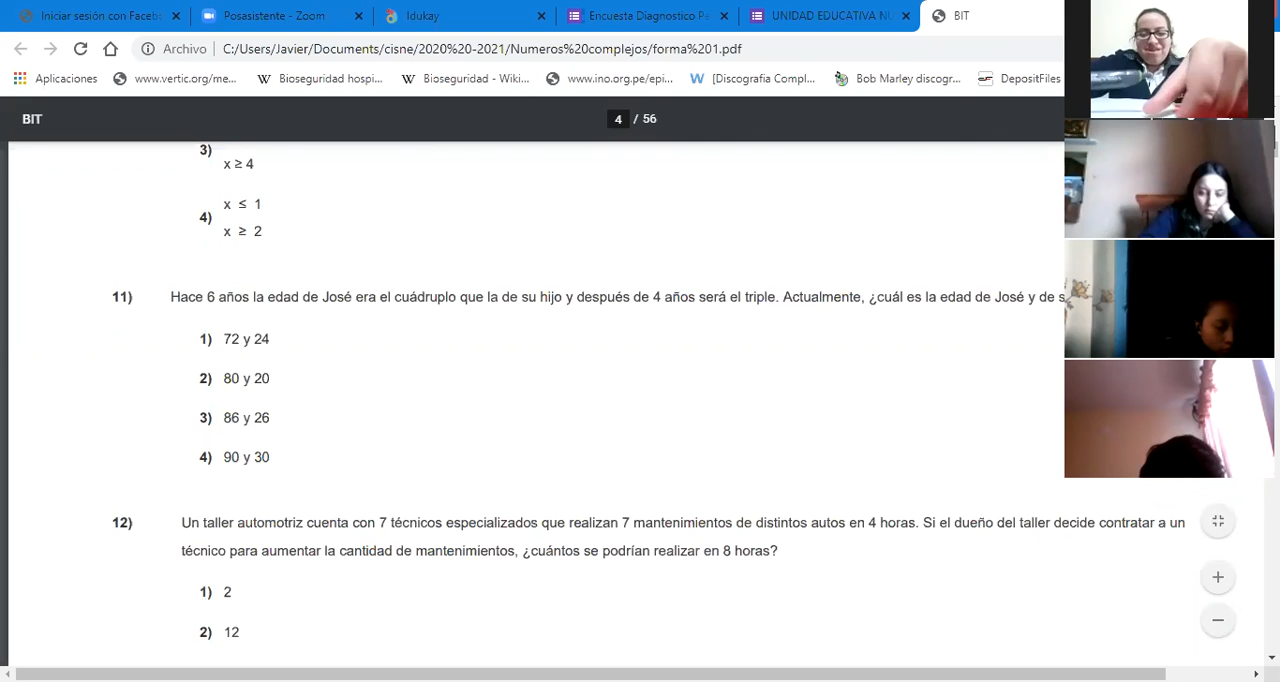 Iniciar sesión con Faceb
Posasistente - Zoom
Idukay
Encuesta Diagnostico Pe
UNIDAD EDUCATIVA NU
BIT
Archivo
C:/Users/Javier/Documents/cisne/2020%20-2021/Numeros%20complejos/forma%201.pdf
Aplicaciones
www.vertic.org/me...
Bioseguridad hospi...
Bioseguridad - Wiki...
www.ino.org.pe/epi...
[Discografia Compl...
Bob Marley discogr...
DepositFiles
BIT
4 / 56
3)
x ≥ 4
x ≤ 1
4)
x ≥ 2
11) Hace 6 años la edad de José era el cuádruplo que la de su hijo y después de 4 años será el triple. Actualmente, ¿cuál es la edad de José y de s
1) 72 y 24
2) 80 y 20
3) 86 y 26
4) 90 y 30
12) Un taller automotriz cuenta con 7 técnicos especializados que realizan 7 mantenimientos de distintos autos en 4 horas. Si el dueño del taller decide contratar a un
técnico para aumentar la cantidad de mantenimientos, ¿cuántos se podrían realizar en 8 horas?
1) 2
2) 12